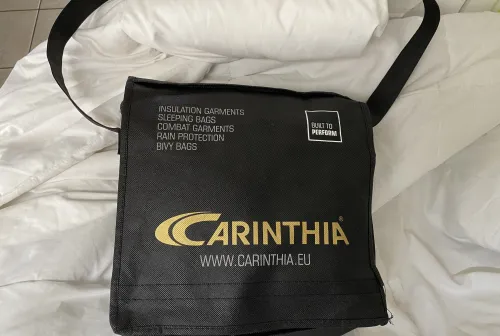 INSULATION GARMENTS
SLEEPING BAGS
COMBAT GARMENTS
RAIN PROTECTION
BIVY BAGS
BUILT TO
PERFORM
CARINTHIA®
WWW.CARINTHIA.EU